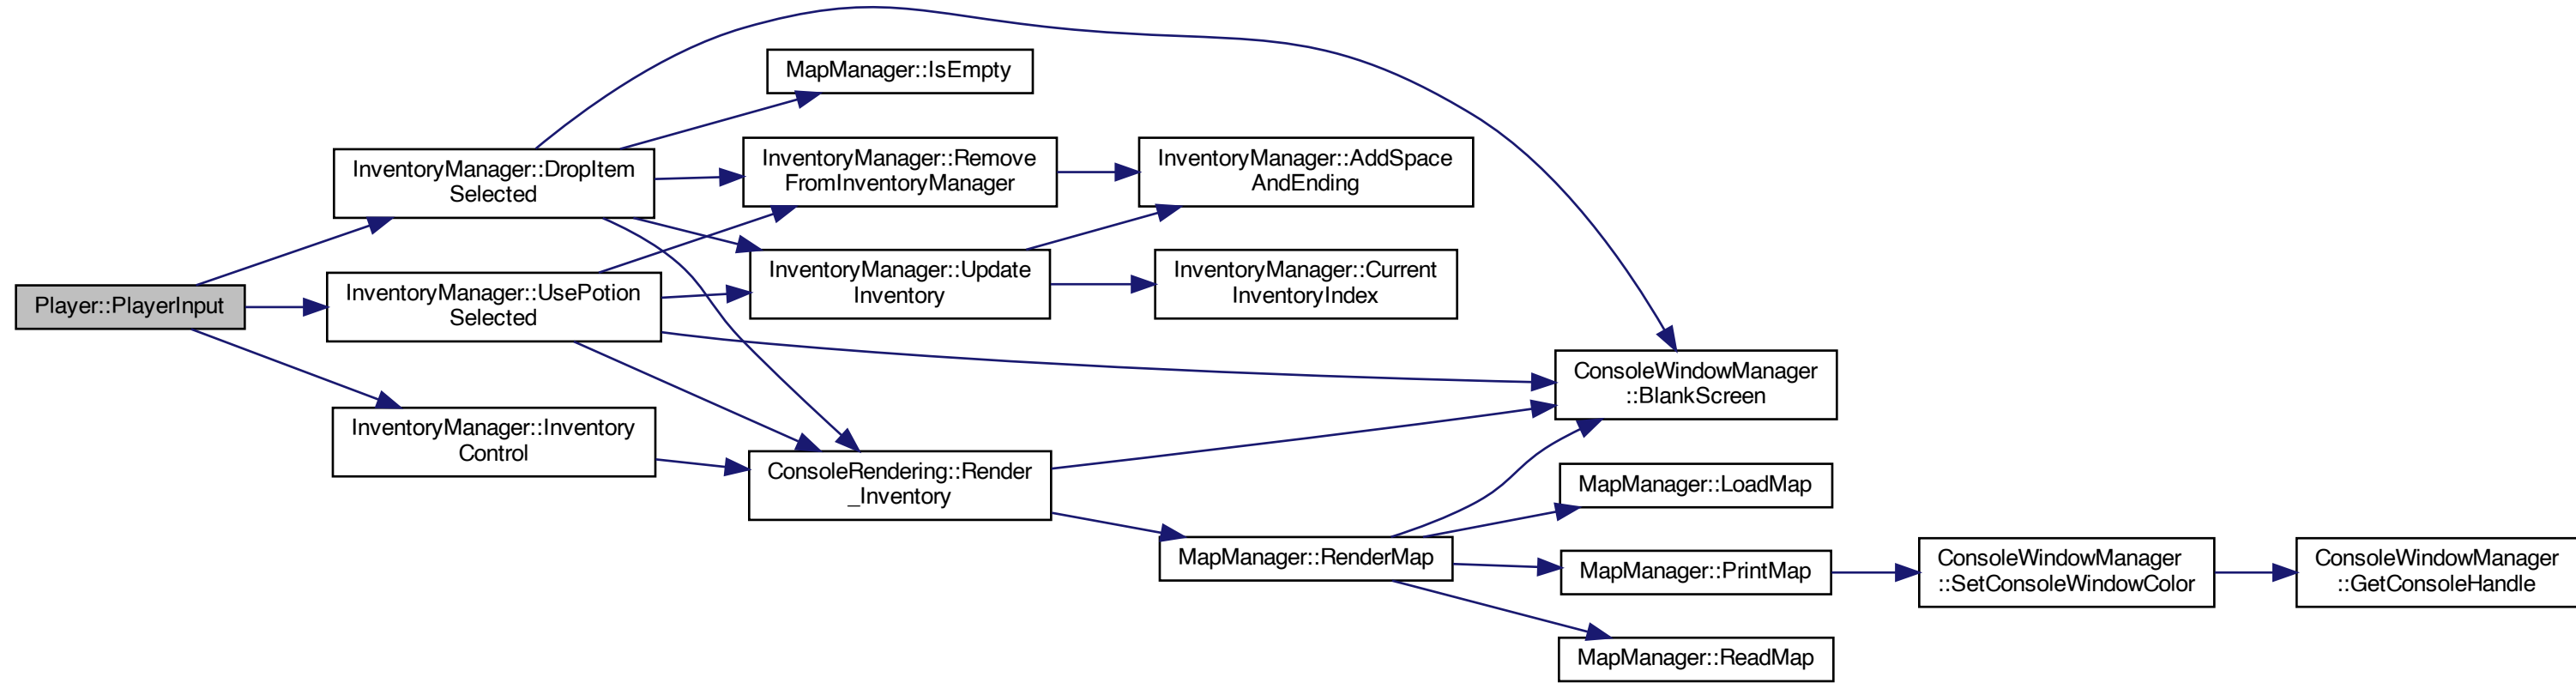 Player::PlayerInput
InventoryManager::DropItem
Selected
InventoryManager::UsePotion
Selected
InventoryManager::Inventory
Control
MapManager::IsEmpty
InventoryManager::Remove
FromInventoryManager
InventoryManager::Update
Inventory
ConsoleRendering::Render
_Inventory
InventoryManager::AddSpace
AndEnding
InventoryManager::Current
InventoryIndex
MapManager::RenderMap
ConsoleWindowManager
::BlankScreen
MapManager::LoadMap
MapManager::PrintMap
MapManager::ReadMap
ConsoleWindowManager
::SetConsoleWindowColor
ConsoleWindowManager
::GetConsoleHandle